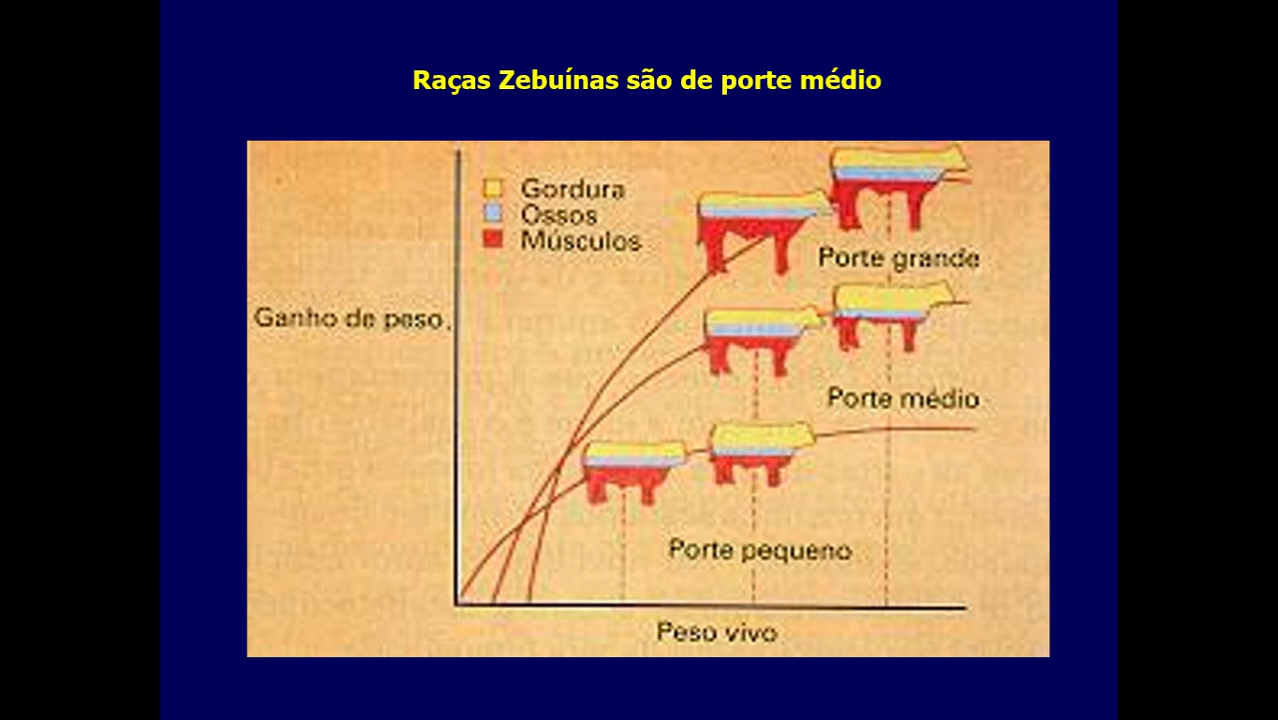 Raças Zebuínas são de porte médio
Gordura
Ossos
Músculos
Porte grande
Ganho de peso.
Porte médio
Porte pequeno
Peso vivo